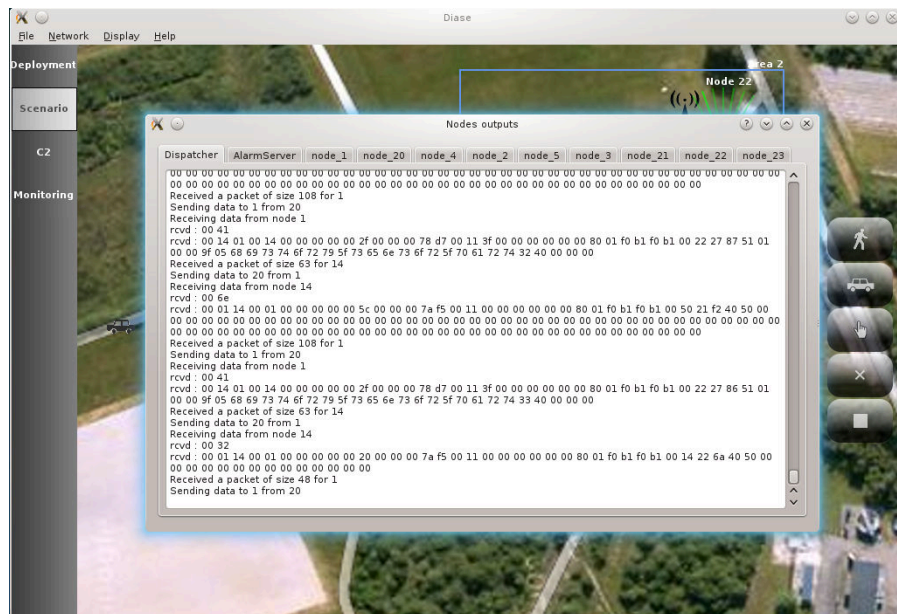 Diase
File Network Display Help
Deployment
Scenario
C2
Monitoring
Area 2
Node 22
Nodes outputs
Dispatcher AlarmServer node_1 node_20 node_4 node_2 node_5 node_3 node_21 node_22 node_23
00 00 00 00 00 00 00 00 00 00 00 00 00 00 00 00 00 00 00 00 00 00 00 00 00 00 00 00 00 00 00 00 00 00 00
00 00 00 00 00 00 00 00 00 00 00 00 00 00 00 00 00 00 00 00 00 00 00 00 00 00 00 00 00 00
Received a packet of size 108 for 1
Sending data to 1 from 20
Receiving data from node 1
rcvd : 00 41
rcvd : 00 14 01 00 14 00 00 00 00 00 2f 00 00 00 78 d7 00 11 3f 00 00 00 00 00 00 80 01 f0 b1 f0 b1 00 22 27 87 51 01
00 00 9f 05 68 69 73 74 6f 72 79 5f 73 65 6e 73 6f 72 5f 70 61 72 74 32 40 00 00 00
Received a packet of size 63 for 14
Sending data to 20 from 1
Receiving data from node 14
rcvd : 00 6e
rcvd : 00 01 14 00 01 00 00 00 00 00 5c 00 00 00 7a f5 00 11 00 00 00 00 00 00 80 01 f0 b1 f0 b1 00 50 21 f2 40 50 00
00 00 00 00 00 00 00 00 00 00 00 00 00 00 00 00 00 00 00 00 00 00 00 00 00 00 00 00 00 00 00 00 00 00 00
00 00 00 00 00 00 00 00 00 00 00 00 00 00 00 00 00 00 00 00 00 00 00 00 00 00 00 00 00 00
Received a packet of size 108 for 1
Sending data to 1 from 20
Receiving data from node 1
rcvd : 00 41
rcvd : 00 14 01 00 14 00 00 00 00 00 2f 00 00 00 78 d7 00 11 3f 00 00 00 00 00 00 80 01 f0 b1 f0 b1 00 22 27 86 51 01
00 00 9f 05 68 69 73 74 6f 72 79 5f 73 65 6e 73 6f 72 5f 70 61 72 74 33 40 00 00 00
Received a packet of size 63 for 14
Sending data to 20 from 1
Receiving data from node 14
rcvd : 00 32
rcvd : 00 01 14 00 01 00 00 00 00 00 20 00 00 00 7a f5 00 11 00 00 00 00 00 00 80 01 f0 b1 f0 b1 00 14 22 6a 40 50 00
00 00 00 00 00 00 00 00 00 00 00 00 00
Received a packet of size 48 for 1
Sending data to 1 from 20